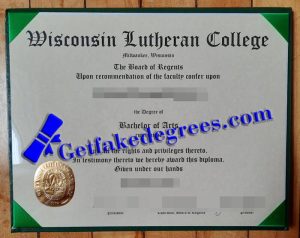 Wisconsin Lutheran College
Milwaukee, Wisconsin
The Board of Regents
Upon recommendation of the faculty confer upon
the Degree of
Bachelor of Arts
Getfakedegrees.com
all the rights and privileges thereto.
In testimony thereto we hereby award this diploma.
Given under our hands